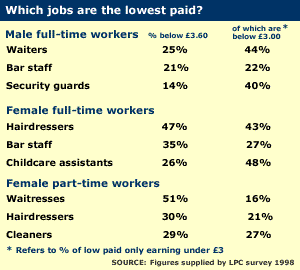 Which jobs are the lowest paid?
Male full-time workers % below £3.60 of which are * below £3.00
Waiters 25% 44%
Bar staff 21% 22%
Security guards 14% 40%
Female full-time workers
Hairdressers 47% 43%
Bar staff 35% 27%
Childcare assistants 26% 48%
Female part-time workers
Waitresses 51% 16%
Hairdressers 30% 21%
Cleaners 29% 27%
* Refers to % of low paid only earning under £3
SOURCE: Figures supplied by LPC survey 1998